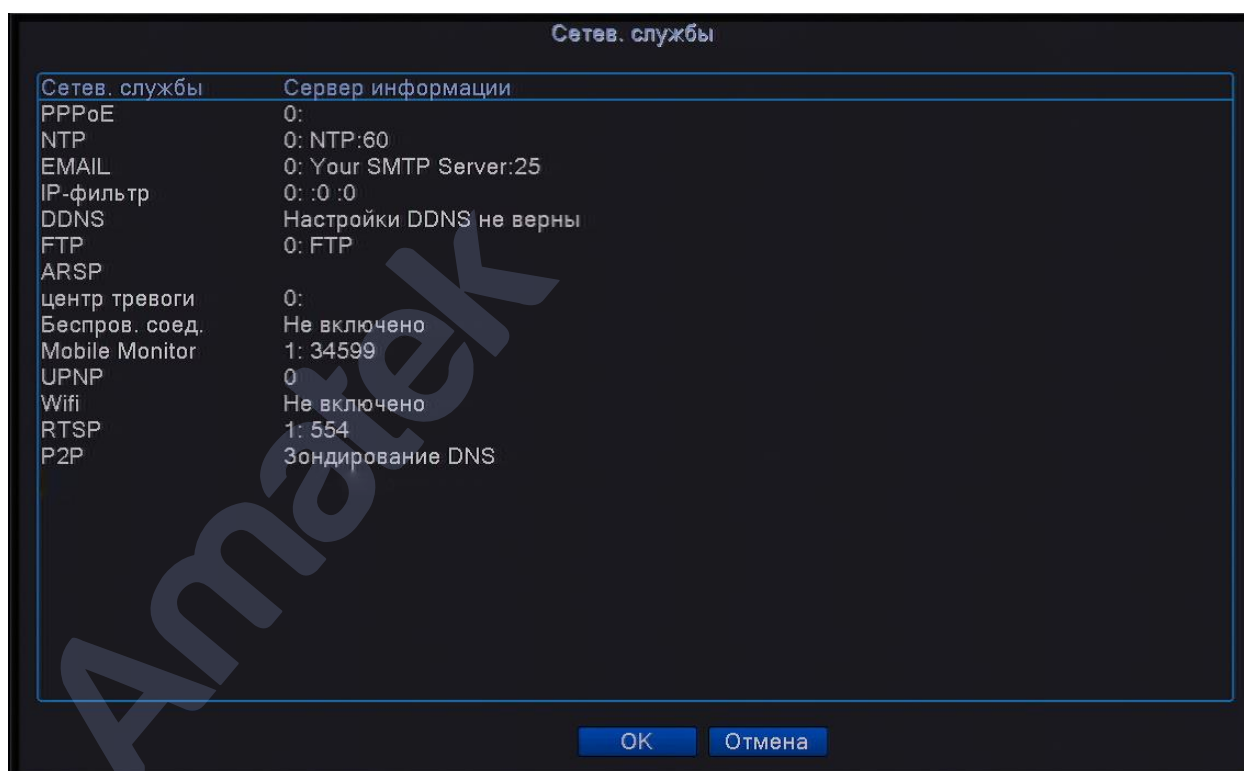 Сетев. службы
Сетев. службы Сервер информации
PPPoE 0:
NTP 0: NTP:60
EMAIL 0: Your SMTP Server:25
IP-фильтр 0: :0 :0
DDNS Настройки DDNS не верны
FTP 0: FTP
ARSP
центр тревоги 0:
Беспров. соед. Не включено
Mobile Monitor 1: 34599
UPNP 0
Wifi Не включено
RTSP 1: 554
P2P Зондирование DNS
Amatek
OK Отмена